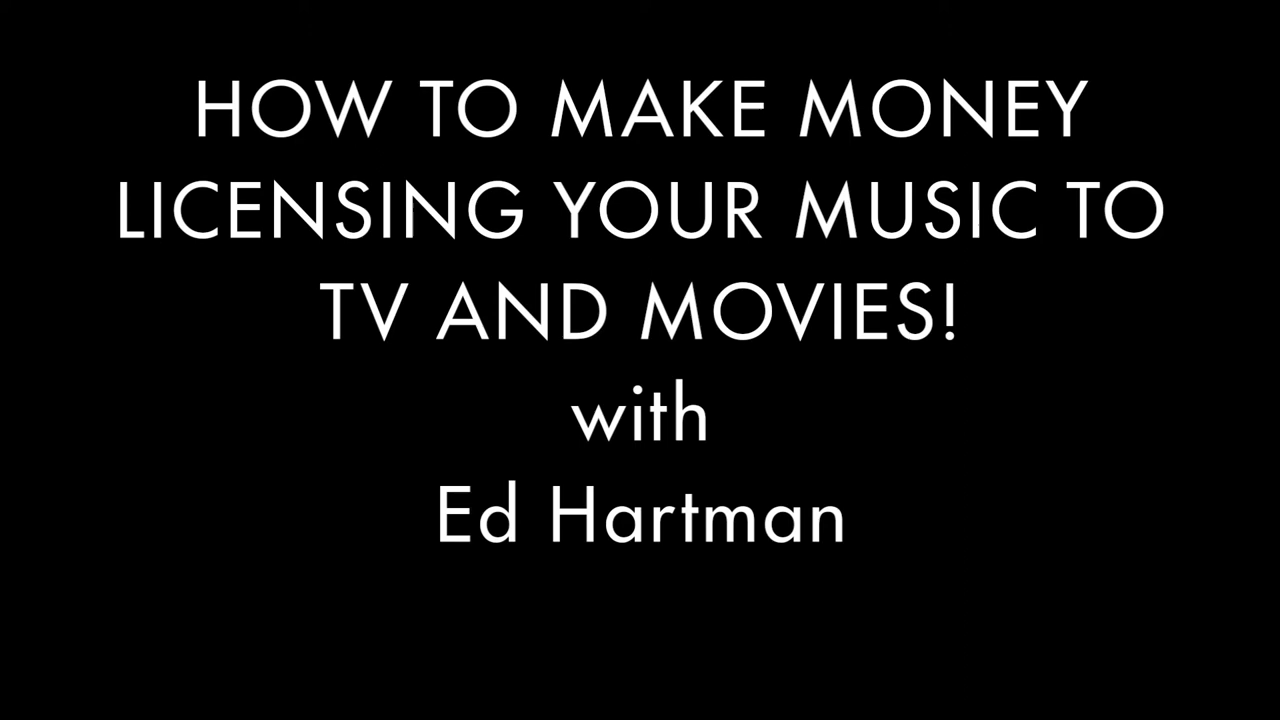 HOW TO MAKE MONEY
LICENSING YOUR MUSIC TO
TV AND MOVIES!
with
Ed Hartman